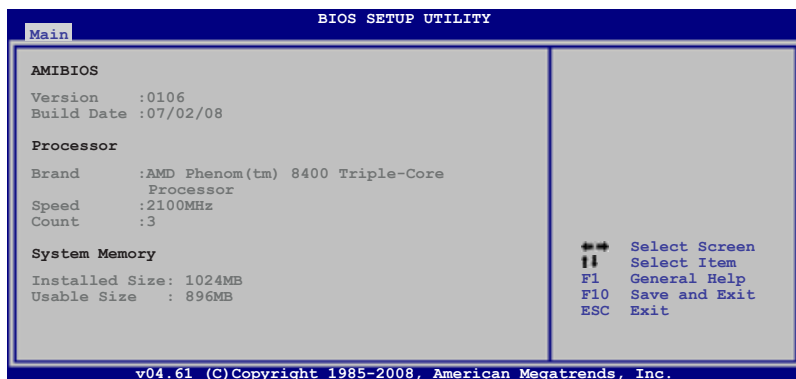 BIOS SETUP UTILITY
Main
AMIBIOS
Version :0106
Build Date :07/02/08
Processor
Brand :AMD Phenom(tm) 8400 Triple-Core
Processor
Speed :2100MHz
Count :3
System Memory
Installed Size: 1024MB
Usable Size : 896MB
←→ Select Screen
↑↓ Select Item
F1 General Help
F10 Save and Exit
ESC Exit
v04.61 (C)Copyright 1985-2008, American Megatrends, Inc.